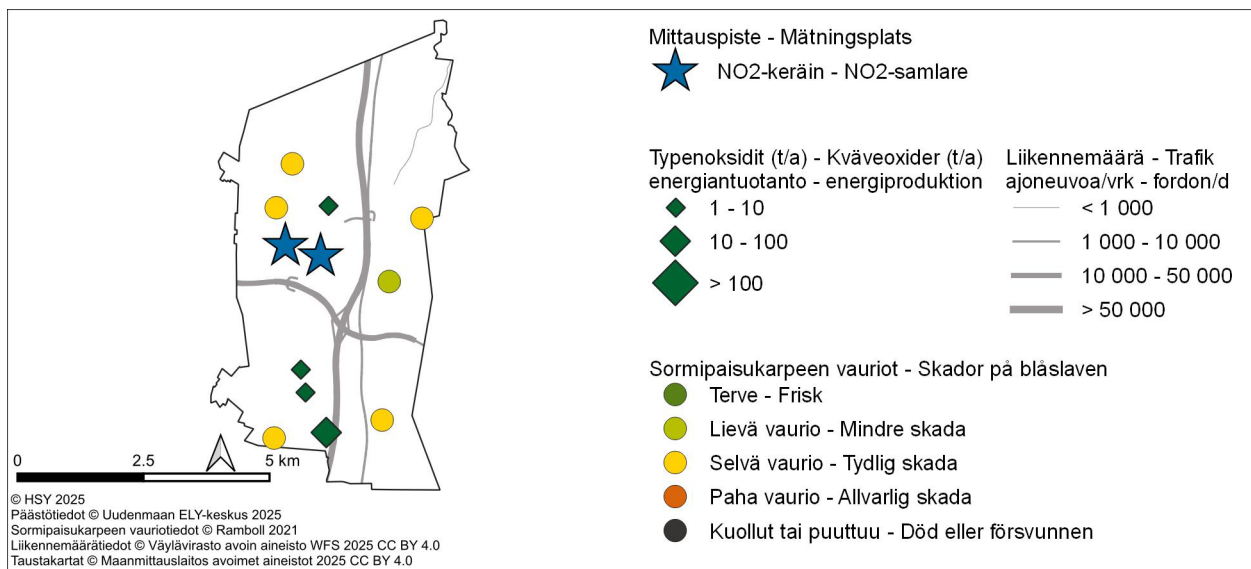 Mittauspiste - Mätningsplats
NO2-keräin - NO2-samlare
Typenoksidit (t/a) - Kväveoxider (t/a)
energiantuotanto - energiproduktion
1 - 10
10 - 100
> 100
Liikennemäärä - Trafik
ajoneuvoa/vrk - fordon/d
< 1 000
1 000 - 10 000
10 000 - 50 000
> 50 000
Sormipaisukarpeen vauriot - Skador på blåslaven
Terve - Frisk
Lievä vaurio - Mindre skada
Selvä vaurio - Tydlig skada
Paha vaurio - Allvarlig skada
Kuollut tai puuttuu - Död eller försvunnen
0 2.5 5 km
© HSY 2025
Päästötiedot © Uudenmaan ELY-keskus 2025
Sormipaisukarpeen vauriotiedot © Ramboll 2021
Liikennemäärätiedot © Väylävirasto avoin aineisto WFS 2025 CC BY 4.0
Taustakartat © Maanmittauslaitos avoimet aineistot 2025 CC BY 4.0